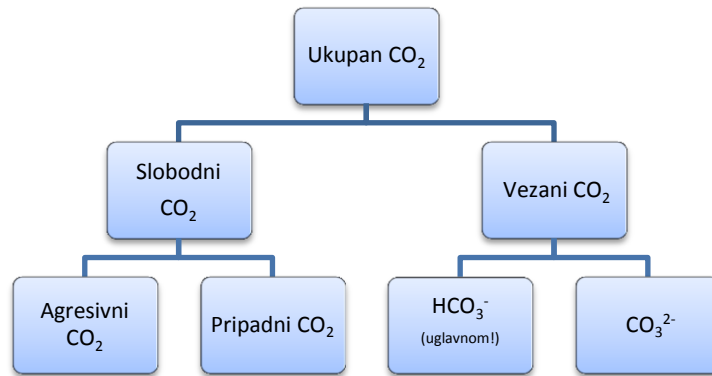 Ukupan CO₂
Slobodni
CO₂
Vezani CO₂
Agresivni
CO₂
Pripadni CO₂
HCO₃⁻
(uglavnom!)
CO₃²⁻